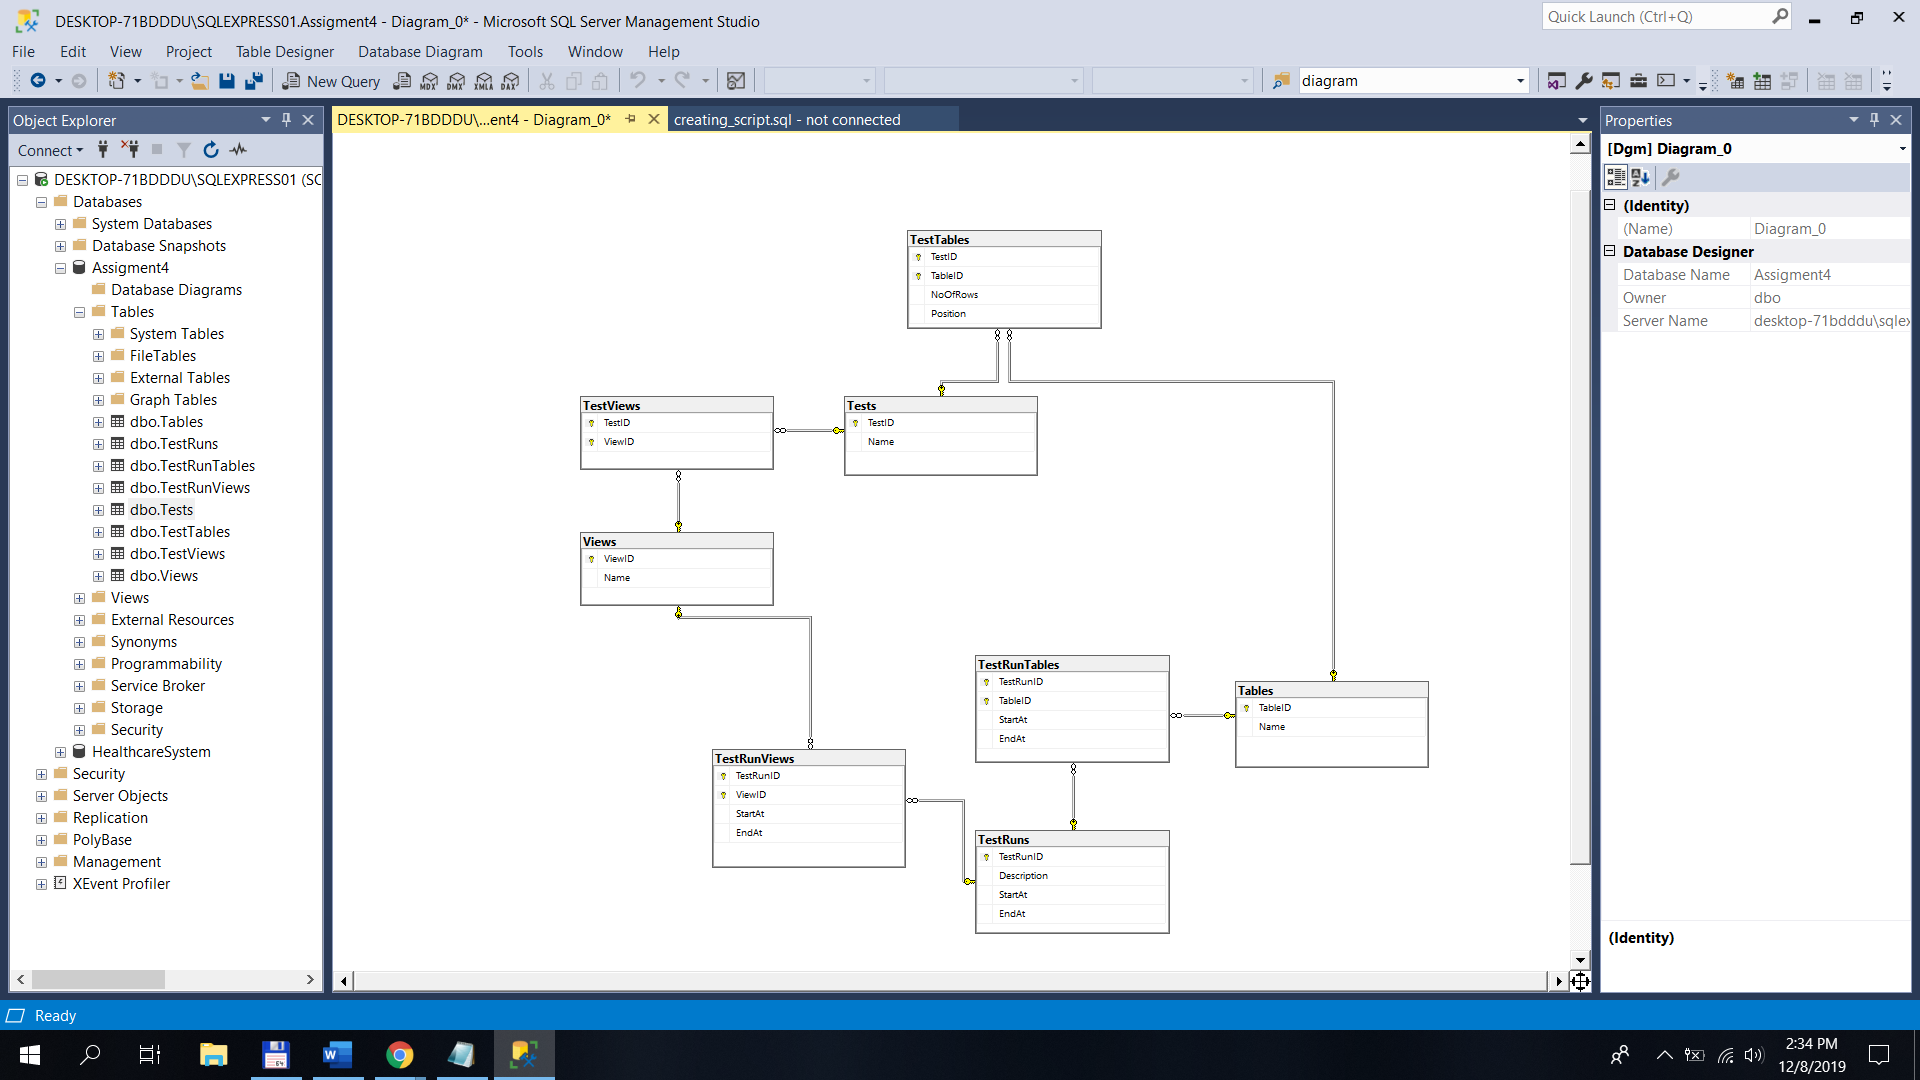 DESKTOP-71BDDDU\SQLEXPRESS01.Assigment4 - Diagram_0* - Microsoft SQL Server Management Studio
Quick Launch (Ctrl+Q)
File Edit View Project Table Designer Database Diagram Tools Window Help
New Query MDX DMX XMLA DAX diagram
Object Explorer
Connect
DESKTOP-71BDDDU\SQLEXPRESS01 (SC
Databases
System Databases
Database Snapshots
Assigment4
Database Diagrams
Tables
System Tables
FileTables
External Tables
Graph Tables
dbo.Tables
dbo.TestRuns
dbo.TestRunTables
dbo.TestRunViews
dbo.Tests
dbo.TestTables
dbo.TestViews
dbo.Views
Views
External Resources
Synonyms
Programmability
Service Broker
Storage
Security
HealthcareSystem
Security
Server Objects
Replication
PolyBase
Management
XEvent Profiler
DESKTOP-71BDDDU\...ent4 - Diagram_0*
creating_script.sql - not connected
TestTables
TestID
TableID
NoOfRows
Position
TestViews
TestID
ViewID
Tests
TestID
Name
Views
ViewID
Name
TestRunTables
TestRunID
TableID
StartAt
EndAt
Tables
TableID
Name
TestRunViews
TestRunID
ViewID
StartAt
EndAt
TestRuns
TestRunID
Description
StartAt
EndAt
Properties
[Dgm] Diagram_0
(Identity)
(Name) Diagram_0
Database Designer
Database Name Assigment4
Owner dbo
Server Name desktop-71bdddu\sqlex
(Identity)
Ready
2:34 PM
12/8/2019